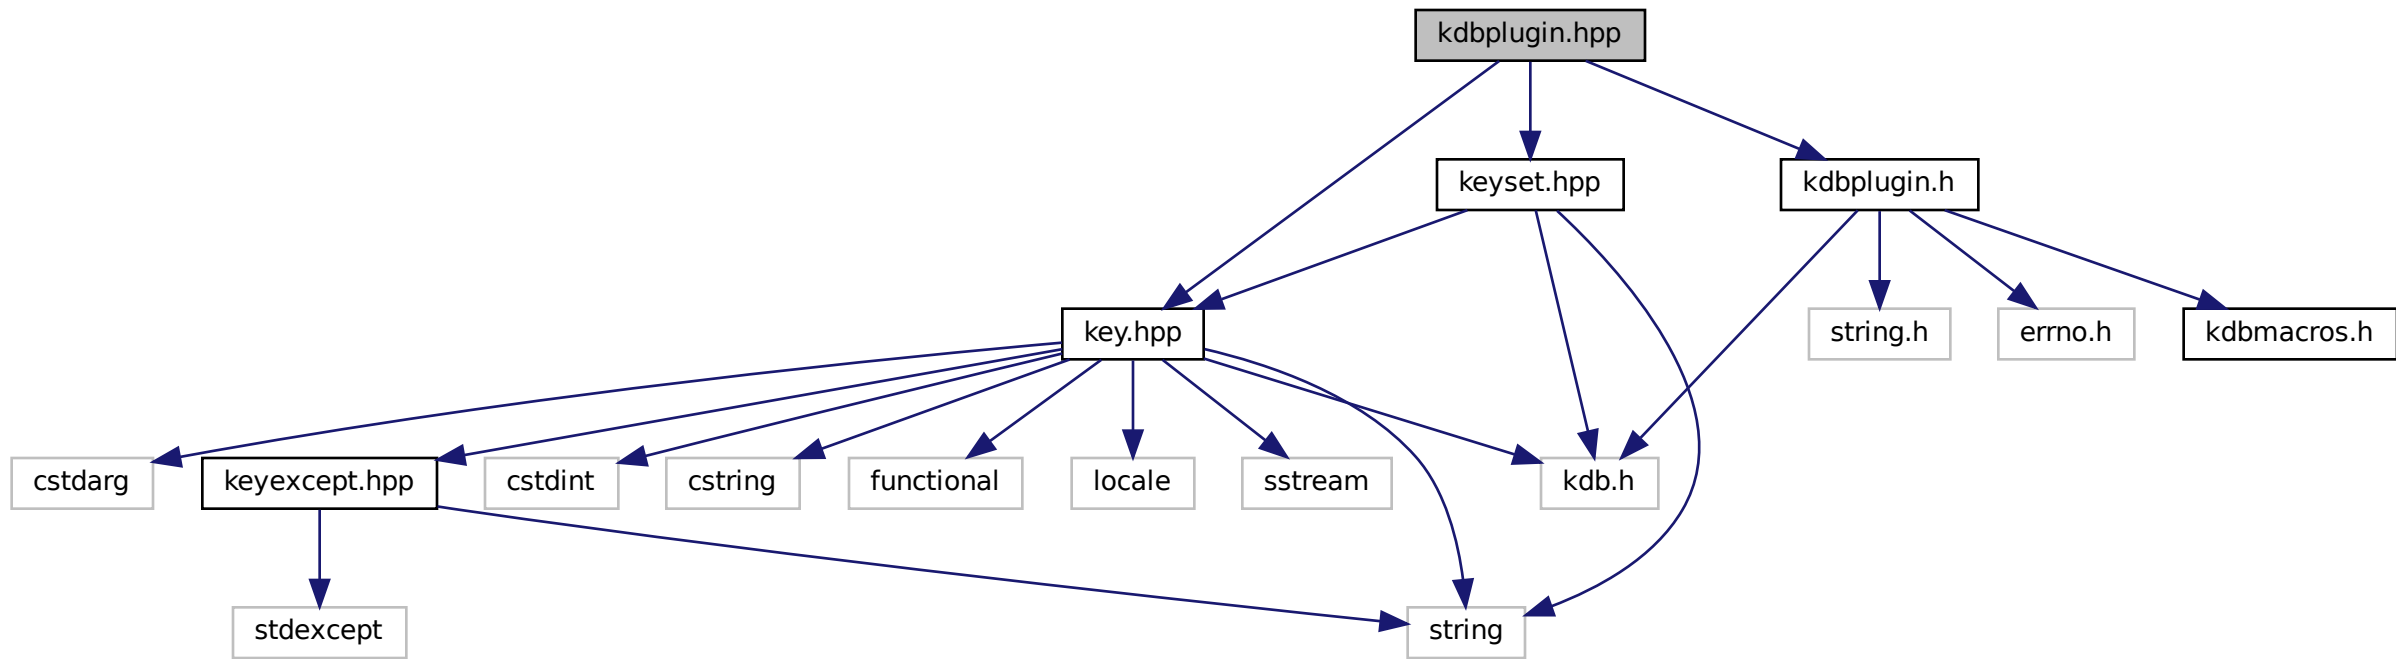 kdbplugin.hpp
keyset.hpp
kdbplugin.h
key.hpp
string.h
errno.h
kdbmacros.h
cstdarg
keyexcept.hpp
cstdint
cstring
functional
locale
sstream
kdb.h
stdexcept
string